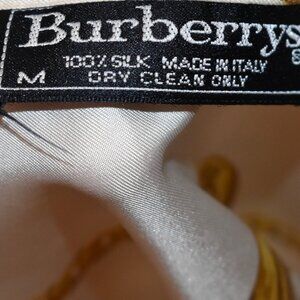 Burberrys
100% SILK MADE IN ITALY
M DRY CLEAN ONLY